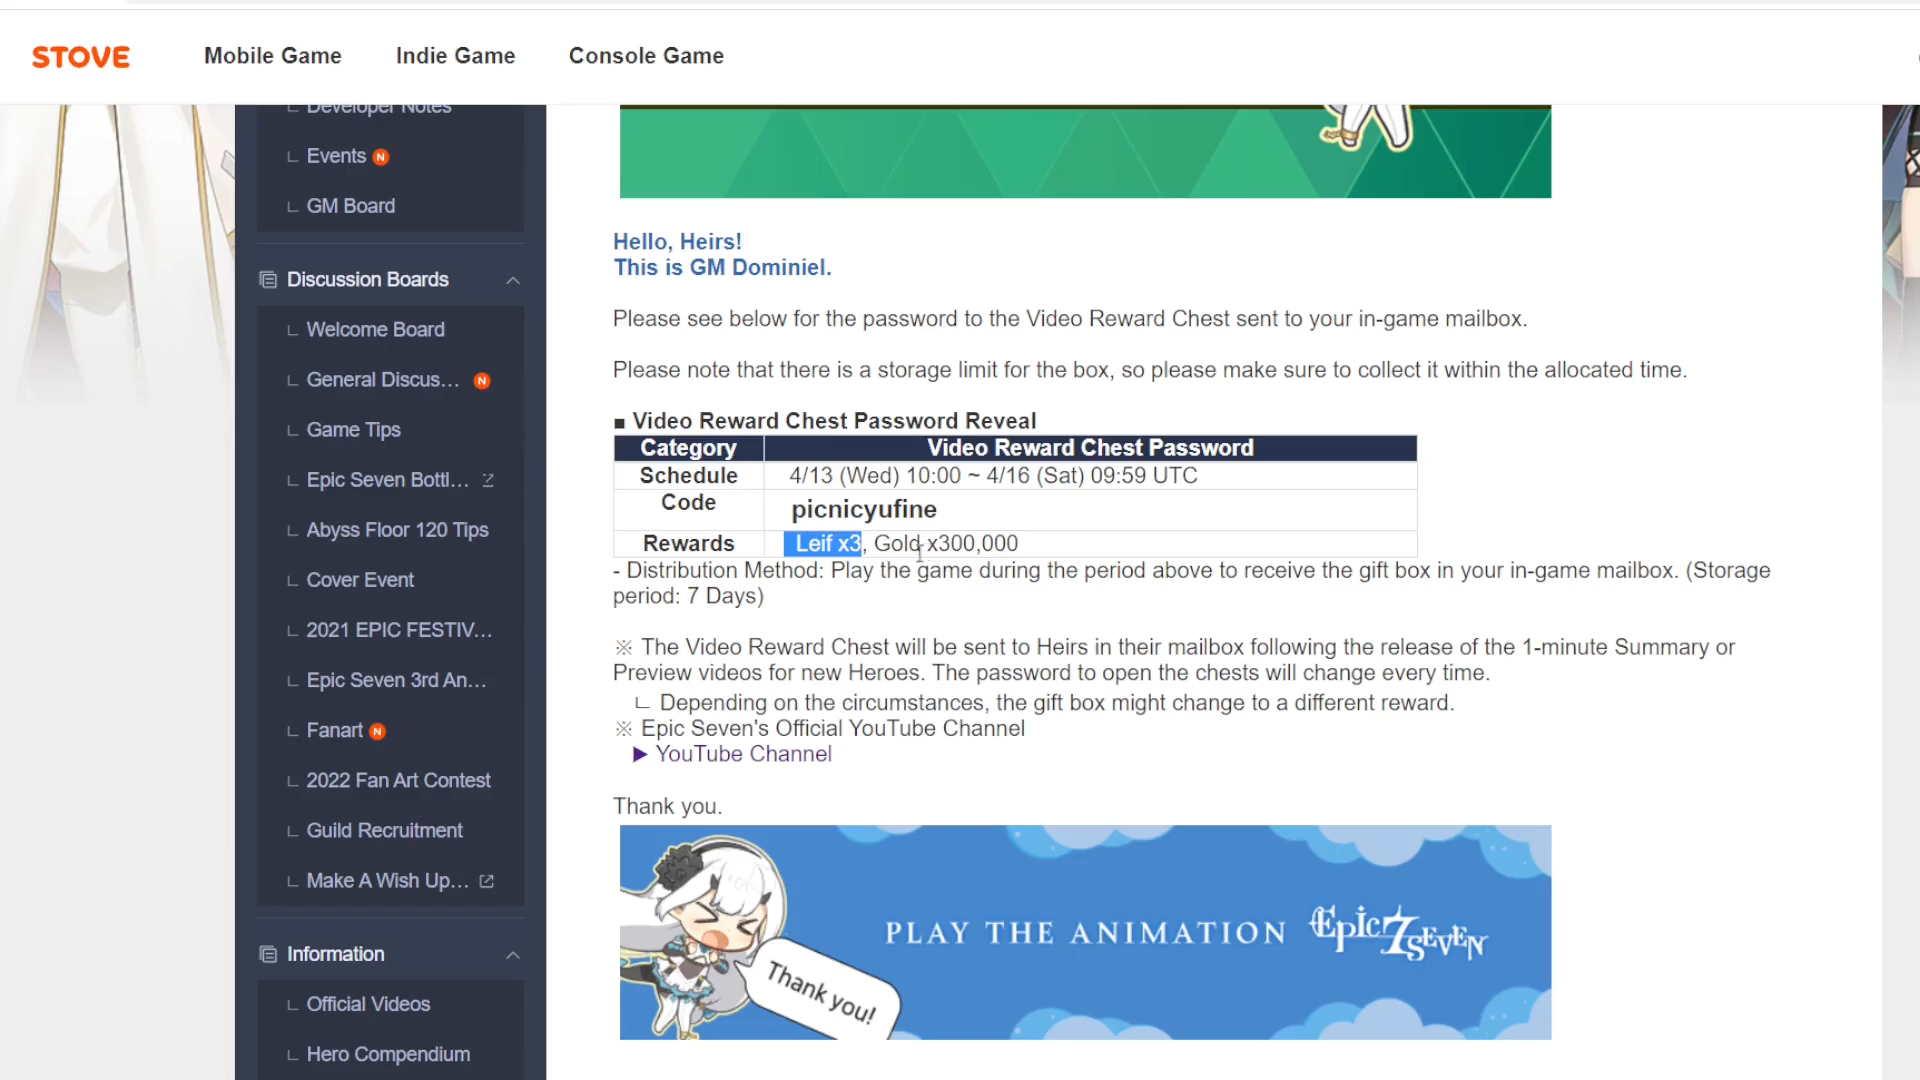 STOVE
Mobile Game
Indie Game
Console Game
Developer Notes
Events N
GM Board
Discussion Boards
Welcome Board
General Discus... N
Game Tips
Epic Seven Bottl...
Abyss Floor 120 Tips
Cover Event
2021 EPIC FESTIV...
Epic Seven 3rd An...
Fanart N
2022 Fan Art Contest
Guild Recruitment
Make A Wish Up...
Information
Official Videos
Hero Compendium
Hello, Heirs!
This is GM Dominiel.
Please see below for the password to the Video Reward Chest sent to your in-game mailbox.
Please note that there is a storage limit for the box, so please make sure to collect it within the allocated time.
■ Video Reward Chest Password Reveal
Category Video Reward Chest Password
Schedule 4/13 (Wed) 10:00 ~ 4/16 (Sat) 09:59 UTC
Code picnicyufine
Rewards Leif x3, Gold x300,000
- Distribution Method: Play the game during the period above to receive the gift box in your in-game mailbox. (Storage
period: 7 Days)
※ The Video Reward Chest will be sent to Heirs in their mailbox following the release of the 1-minute Summary or
Preview videos for new Heroes. The password to open the chests will change every time.
ㄴ Depending on the circumstances, the gift box might change to a different reward.
※ Epic Seven's Official YouTube Channel
▶ YouTube Channel
Thank you.
Thank you!
PLAY THE ANIMATION Epic 7 SEVEN